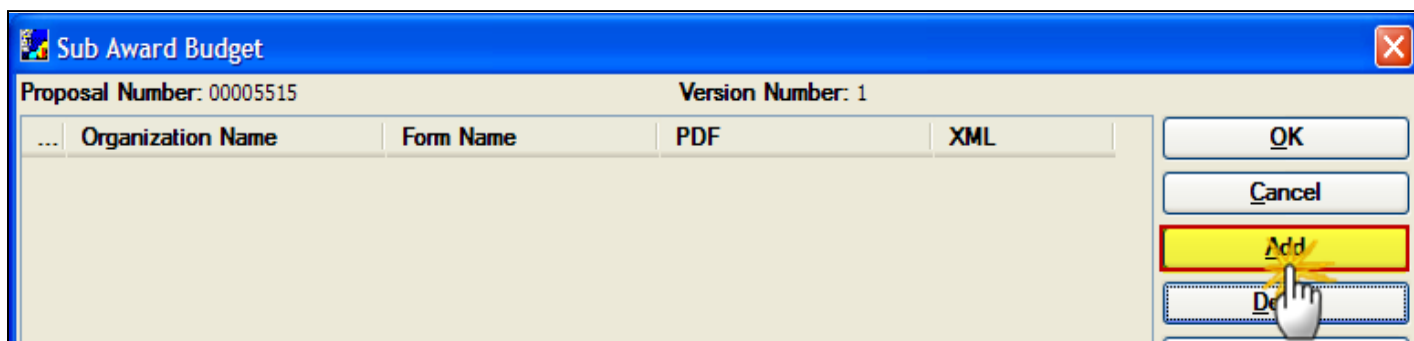 Sub Award Budget
Proposal Number: 00005515 Version Number: 1
... Organization Name Form Name PDF XML
OK
Cancel
Add